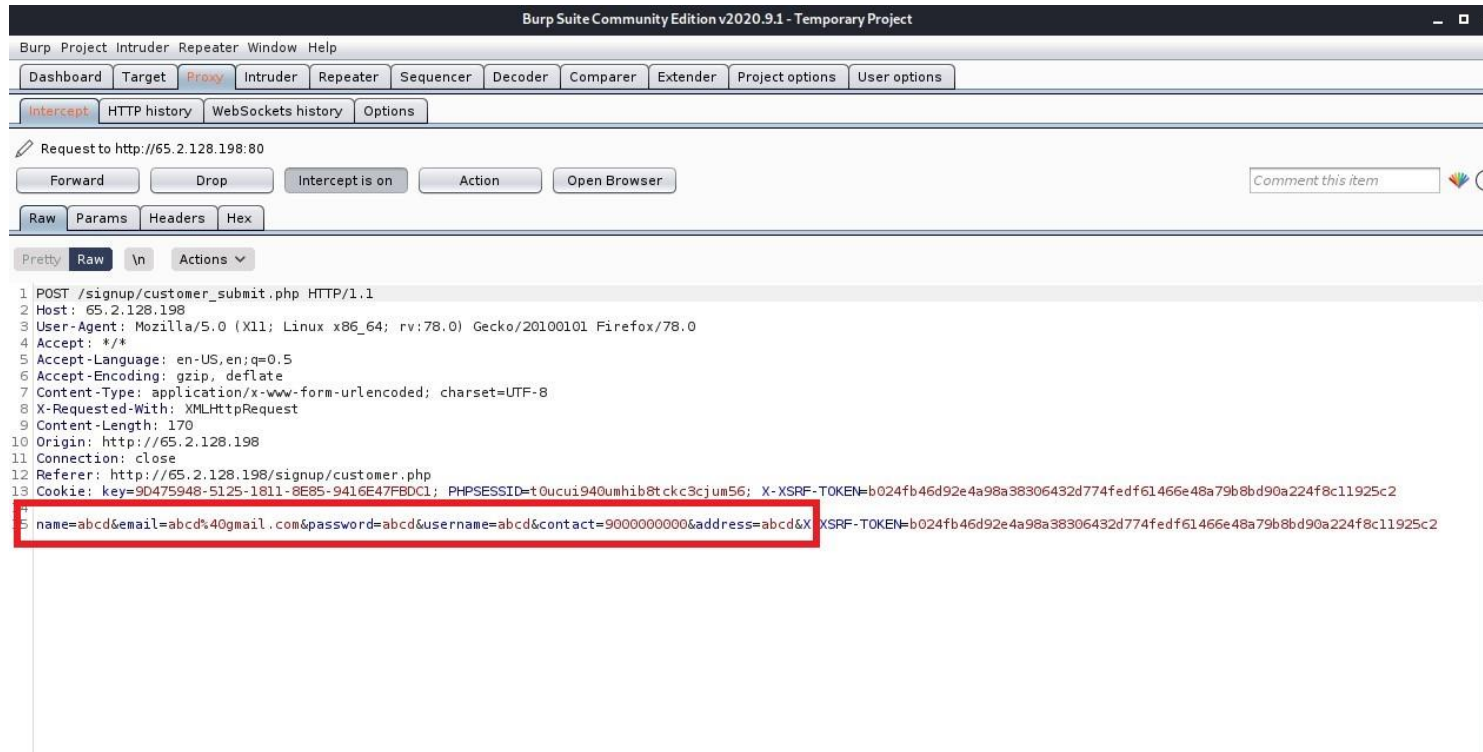 Burp Suite Community Edition v2020.9.1 - Temporary Project
Burp Project Intruder Repeater Window Help
Dashboard Target Proxy Intruder Repeater Sequencer Decoder Comparer Extender Project options User options
Intercept HTTP history WebSockets history Options
Request to http://65.2.128.198:80
Forward Drop Intercept is on Action Open Browser Comment this item
Raw Params Headers Hex
Pretty Raw \n Actions
1 POST /signup/customer_submit.php HTTP/1.1
2 Host: 65.2.128.198
3 User-Agent: Mozilla/5.0 (X11; Linux x86_64; rv:78.0) Gecko/20100101 Firefox/78.0
4 Accept: */*
5 Accept-Language: en-US,en;q=0.5
6 Accept-Encoding: gzip, deflate
7 Content-Type: application/x-www-form-urlencoded; charset=UTF-8
8 X-Requested-With: XMLHttpRequest
9 Content-Length: 170
10 Origin: http://65.2.128.198
11 Connection: close
12 Referer: http://65.2.128.198/signup/customer.php
13 Cookie: key=9D475948-5125-1811-8E85-9416E47FBDC1; PHPSESSID=t0ucui940umhib8tckc3cjum56; X-XSRF-TOKEN=b024fb46d92e4a98a38306432d774fedf61466e48a79b8bd90a224f8c11925c2
14
15 name=abcd&email=abcd%40gmail.com&password=abcd&username=abcd&contact=9000000000&address=abcd&X-XSRF-TOKEN=b024fb46d92e4a98a38306432d774fedf61466e48a79b8bd90a224f8c11925c2